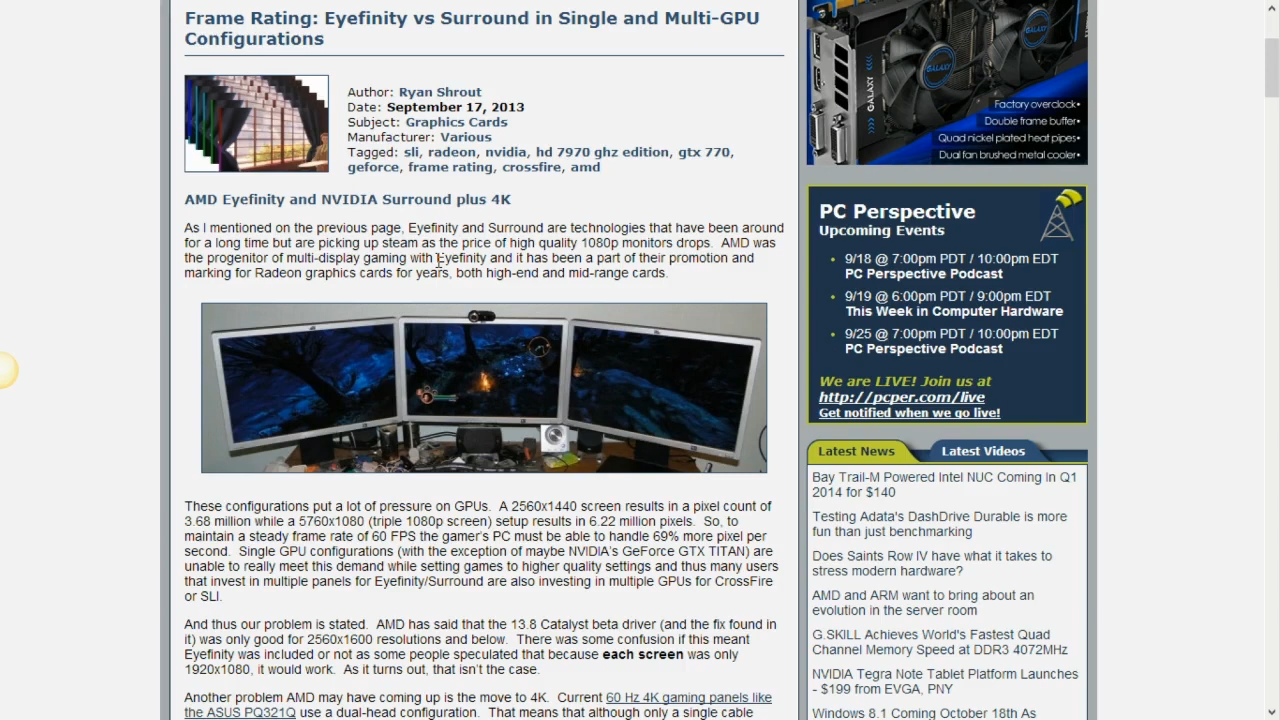 Frame Rating: Eyefinity vs Surround in Single and Multi-GPU
Configurations
Author: Ryan Shrout
Date: September 17, 2013
Subject: Graphics Cards
Manufacturer: Various
Tagged: sli, radeon, nvidia, hd 7970 ghz edition, gtx 770,
geforce, frame rating, crossfire, amd
AMD Eyefinity and NVIDIA Surround plus 4K
As I mentioned on the previous page, Eyefinity and Surround are technologies that have been around
for a long time but are picking up steam as the price of high quality 1080p monitors drops.  AMD was
the progenitor of multi-display gaming with Eyefinity and it has been a part of their promotion and
marking for Radeon graphics cards for years, both high-end and mid-range cards.
These configurations put a lot of pressure on GPUs.  A 2560x1440 screen results in a pixel count of
3.68 million while a 5760x1080 (triple 1080p screen) setup results in 6.22 million pixels.  So, to
maintain a steady frame rate of 60 FPS the gamer's PC must be able to handle 69% more pixel per
second.  Single GPU configurations (with the exception of maybe NVIDIA's GeForce GTX TITAN) are
unable to really meet this demand while setting games to higher quality settings and thus many users
that invest in multiple panels for Eyefinity/Surround are also investing in multiple GPUs for CrossFire
or SLI.
And thus our problem is stated.  AMD has said that the 13.8 Catalyst beta driver (and the fix found in
it) was only good for 2560x1600 resolutions and below.  There was some confusion if this meant
Eyefinity was included or not as some people speculated that because each screen was only
1920x1080, it would work.  As it turns out, that isn't the case.
Another problem AMD may have coming up is the move to 4K.  Current 60 Hz 4K gaming panels like
the ASUS PQ321Q use a dual-head configuration.  That means that although only a single cable
GALAXY
GALAXY
GALAXY
Factory overclock•
Double frame buffer•
Quad nickel plated heat pipes•
Dual fan brushed metal cooler•
PC Perspective
Upcoming Events
• 9/18 @ 7:00pm PDT / 10:00pm EDT
PC Perspective Podcast
• 9/19 @ 6:00pm PDT / 9:00pm EDT
This Week in Computer Hardware
• 9/25 @ 7:00pm PDT / 10:00pm EDT
PC Perspective Podcast
We are LIVE! Join us at
http://pcper.com/live
Get notified when we go live!
Latest News
Latest Videos
Bay Trail-M Powered Intel NUC Coming In Q1
2014 for $140
Testing Adata's DashDrive Durable is more
fun than just benchmarking
Does Saints Row IV have what it takes to
stress modern hardware?
AMD and ARM want to bring about an
evolution in the server room
G.SKILL Achieves World's Fastest Quad
Channel Memory Speed at DDR3 4072MHz
NVIDIA Tegra Note Tablet Platform Launches
- $199 from EVGA, PNY
Windows 8.1 Coming October 18th As